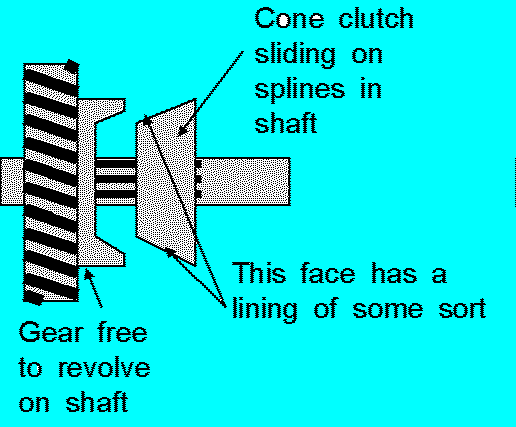 Cone clutch
sliding on
splines in
shaft
This face has a
lining of some sort
Gear free
to revolve
on shaft